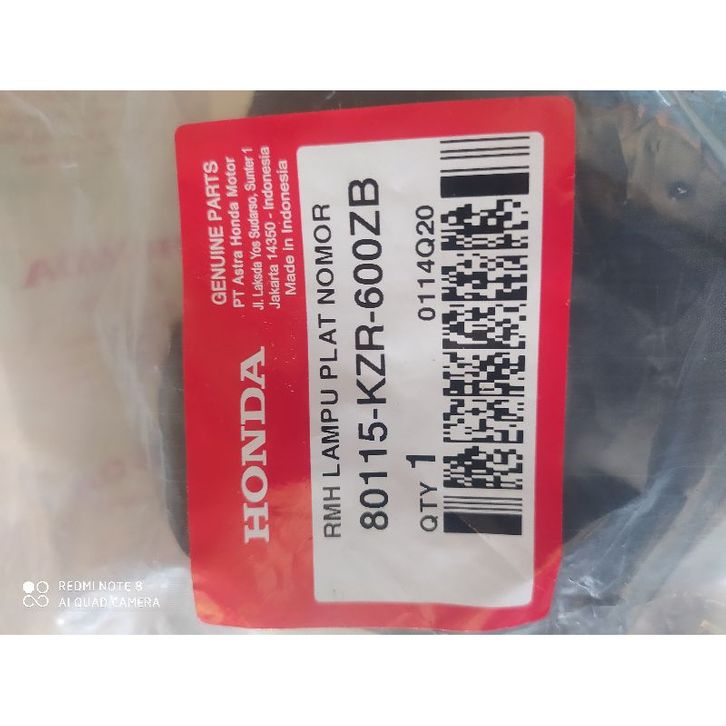 HONDA
GENUINE PARTS
PT Astra Honda Motor
Jl. Laksda Yos Sudarso, Sunter 1
Jakarta 14350 - Indonesia
Made in Indonesia
RMH LAMPU PLAT NOMOR
80115-KZR-600ZB
QTY 1
0114Q20
REDMI NOTE 8
AI QUAD CAMERA